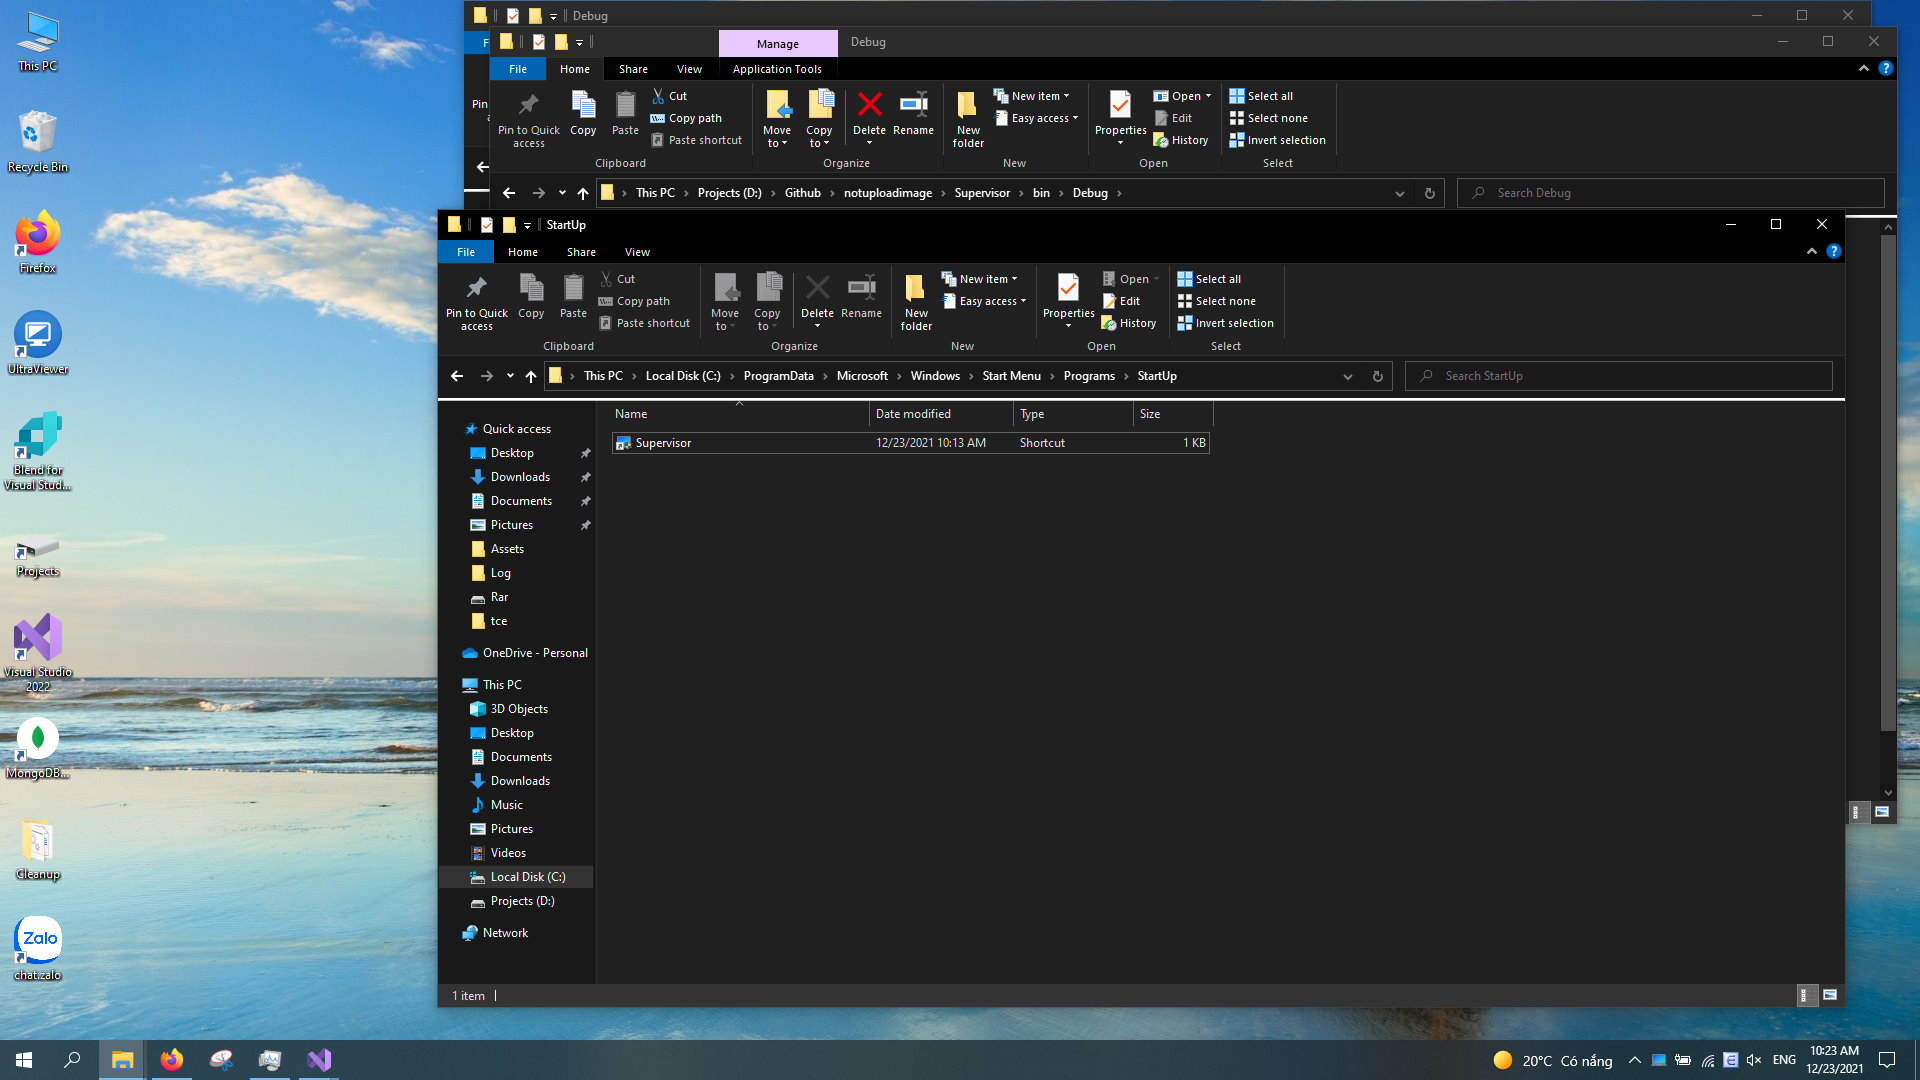 Debug
Manage
Debug
File
Home
Share
View
Application Tools
Pin to Quick access
Copy
Paste
Cut
Copy path
Paste shortcut
Clipboard
Move to
Copy to
Delete
Rename
Organize
New folder
New item
Easy access
New
Properties
Open
Edit
History
Open
Select all
Select none
Invert selection
Select
This PC > Projects (D:) > Github > notuploadimage > Supervisor > bin > Debug >
Search Debug
StartUp
File
Home
Share
View
Pin to Quick access
Copy
Paste
Cut
Copy path
Paste shortcut
Clipboard
Move to
Copy to
Delete
Rename
Organize
New folder
New item
Easy access
New
Properties
Open
Edit
History
Open
Select all
Select none
Invert selection
Select
This PC > Local Disk (C:) > ProgramData > Microsoft > Windows > Start Menu > Programs > StartUp
Search StartUp
Name
Date modified
Type
Size
Supervisor
12/23/2021 10:13 AM
Shortcut
1 KB
Quick access
Desktop
Downloads
Documents
Pictures
Assets
Log
Rar
tce
OneDrive - Personal
This PC
3D Objects
Desktop
Documents
Downloads
Music
Pictures
Videos
Local Disk (C:)
Projects (D:)
Network
1 item
This PC
Recycle Bin
Firefox
UltraViewer
Blend for
Visual Stud...
Projects
Visual Studio
2022
MongoDB...
Cleanup
Zalo
chat.zalo
20°C Có nắng
ENG
10:23 AM
12/23/2021